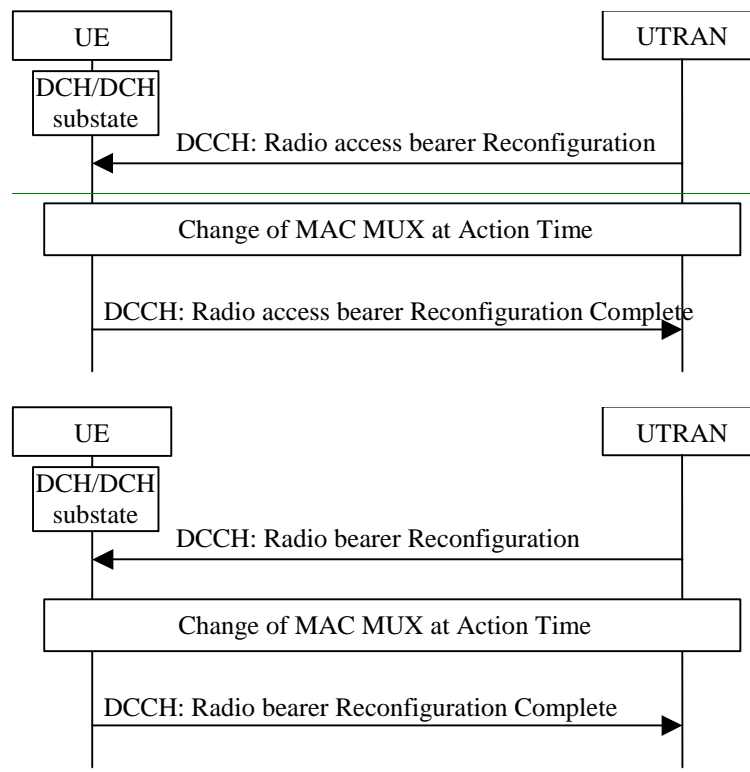 UE
UTRAN
DCH/DCH
substate
DCCH: Radio access bearer Reconfiguration
Change of MAC MUX at Action Time
DCCH: Radio access bearer Reconfiguration Complete
UE
UTRAN
DCH/DCH
substate
DCCH: Radio bearer Reconfiguration
Change of MAC MUX at Action Time
DCCH: Radio bearer Reconfiguration Complete